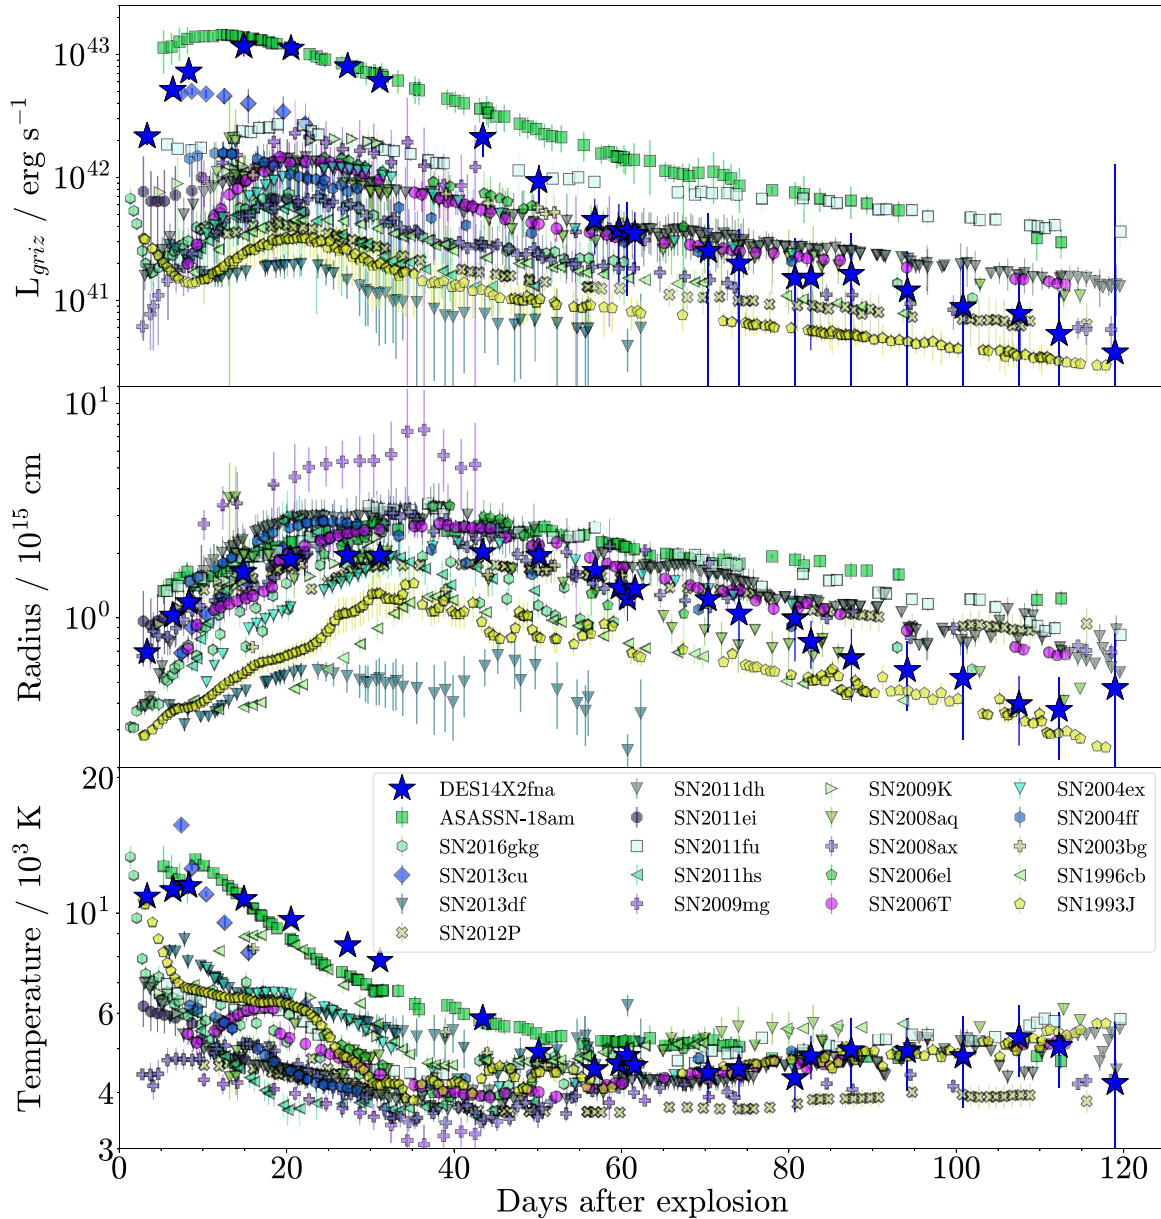 10^43
10^42
10^41
L_griz / erg s^−1
10^1
10^0
Radius / 10^15 cm
20
10
6
4
3
Temperature / 10^3 K
DES14X2fna
ASASSN-18am
SN2016gkg
SN2013cu
SN2013df
SN2012P
SN2011dh
SN2011ei
SN2011fu
SN2011hs
SN2009mg
SN2009K
SN2008aq
SN2008ax
SN2006el
SN2006T
SN2004ex
SN2004ff
SN2003bg
SN1996cb
SN1993J
0 20 40 60 80 100 120
Days after explosion